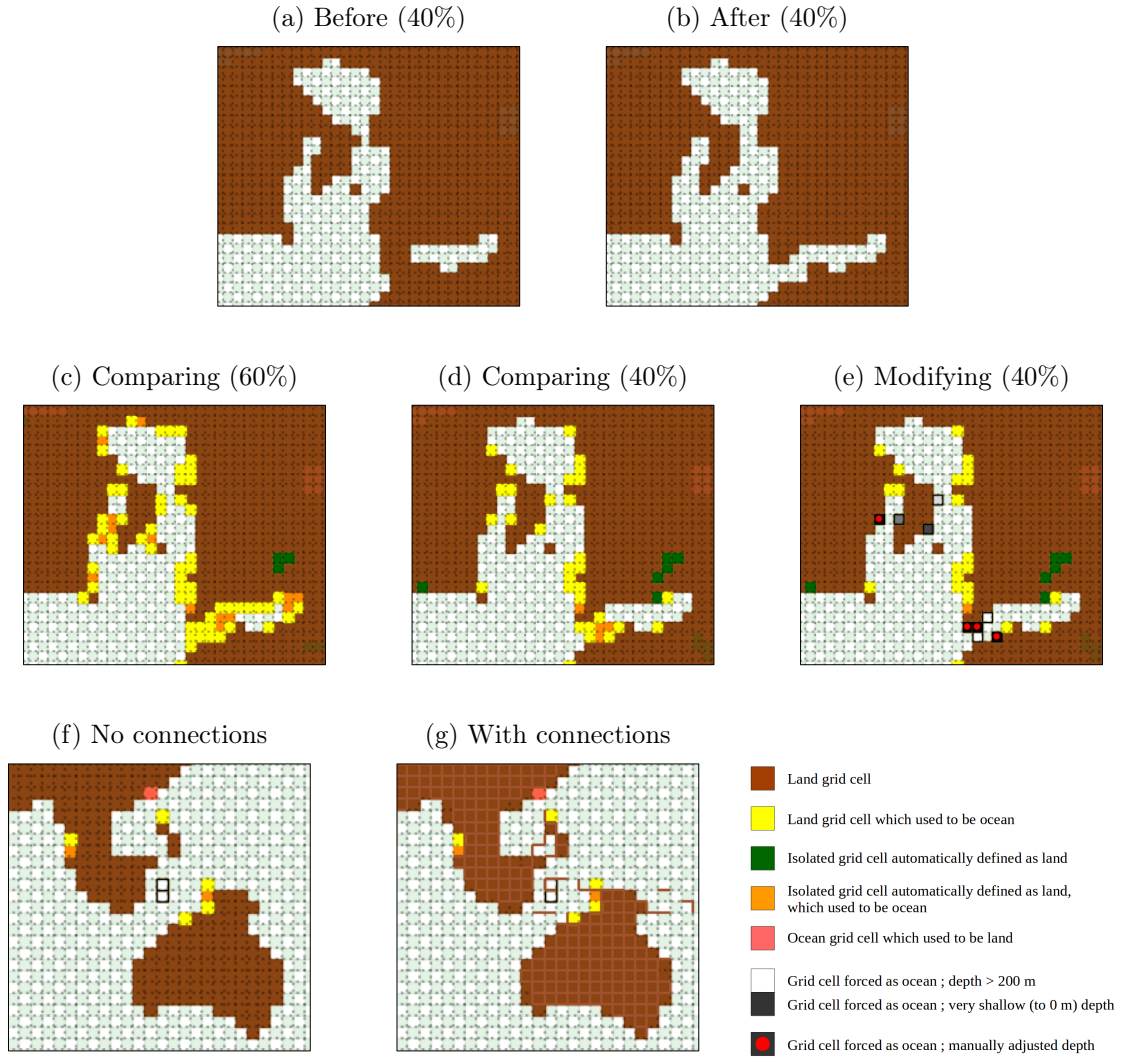 (a) Before (40%)
(b) After (40%)
(c) Comparing (60%)
(d) Comparing (40%)
(e) Modifying (40%)
(f) No connections
(g) With connections
Land grid cell
Land grid cell which used to be ocean
Isolated grid cell automatically defined as land
Isolated grid cell automatically defined as land,
which used to be ocean
Ocean grid cell which used to be land
Grid cell forced as ocean ; depth > 200 m
Grid cell forced as ocean ; very shallow (to 0 m) depth
Grid cell forced as ocean ; manually adjusted depth